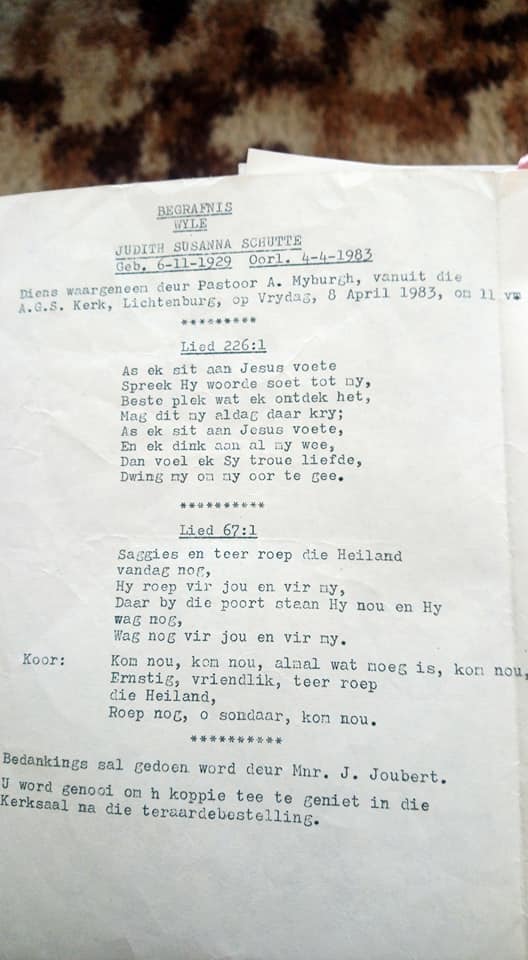 BEGRAFNIS
WYLE
JUDITH SUSANNA SCHUTTE
Geb. 6-11-1929 Oorl. 4-4-1983
Diens waargeneem deur Pastoor A. Myburgh, vanuit die
A.G.S. Kerk, Lichtenburg, op Vrydag, 8 April 1983, om 11 vm
*********
Lied 226:1
As ek sit aan Jesus voete
Spreek Hy woorde soet tot my,
Beste plek wat ek ontdek het,
Mag dit my aldag daar kry;
As ek sit aan Jesus voete,
En ek dink aan al my wee,
Dan voel ek Sy troue liefde,
Dwing my om my oor te gee.
**********
Lied 67:1
Saggies en teer roep die Heiland
vandag nog,
Hy roep vir jou en vir my,
Daar by die poort staan Hy nou en Hy
wag nog,
Wag nog vir jou en vir my.
Koor: Kom nou, kom nou, almal wat moeg is, kom nou,
Ernstig, vriendlik, teer roep
die Heiland,
Roep nog, o sondaar, kom nou.
**********
Bedankings sal gedoen word deur Mnr. J. Joubert.
U word genooi om h koppie tee te geniet in die
Kerksaal na die teraardebestelling.